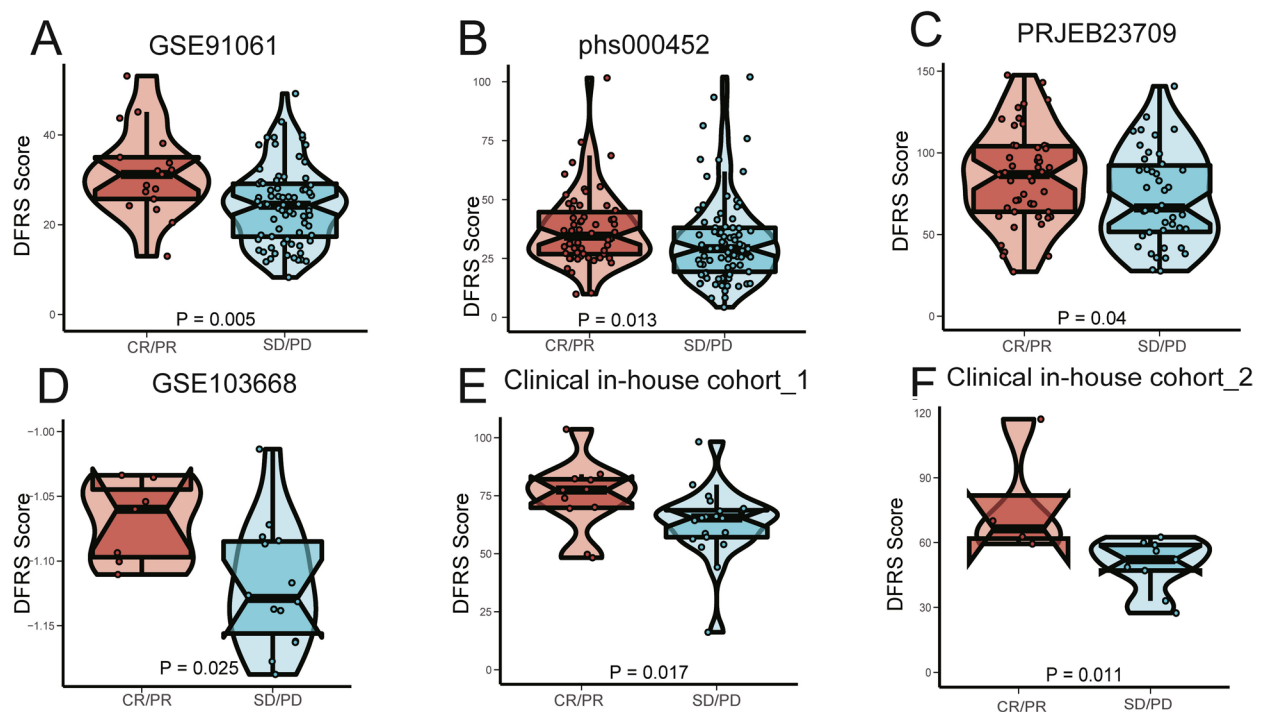 A
GSE91061
DFRS Score
40
20
0
P = 0.005
CR/PR
SD/PD
B
phs000452
DFRS Score
100
75
50
25
0
P = 0.013
CR/PR
SD/PD
C
PRJEB23709
DFRS Score
150
100
50
0
P = 0.04
CR/PR
SD/PD
D
GSE103668
DFRS Score
−1.00
−1.05
−1.10
−1.15
P = 0.025
CR/PR
SD/PD
E
Clinical in-house cohort_1
DFRS Score
100
75
50
25
0
P = 0.017
CR/PR
SD/PD
F
Clinical in-house cohort_2
DFRS Score
120
90
60
30
0
P = 0.011
CR/PR
SD/PD